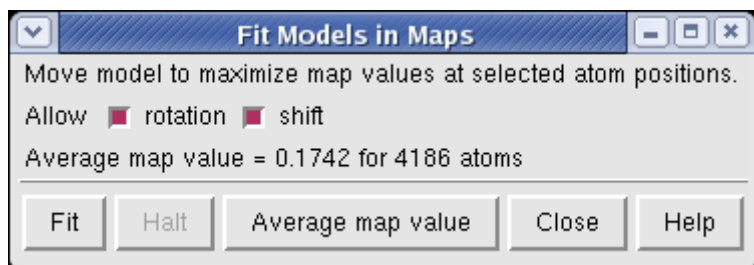 Fit Models in Maps
Move model to maximize map values at selected atom positions.
Allow rotation shift
Average map value = 0.1742 for 4186 atoms
Fit Halt Average map value Close Help